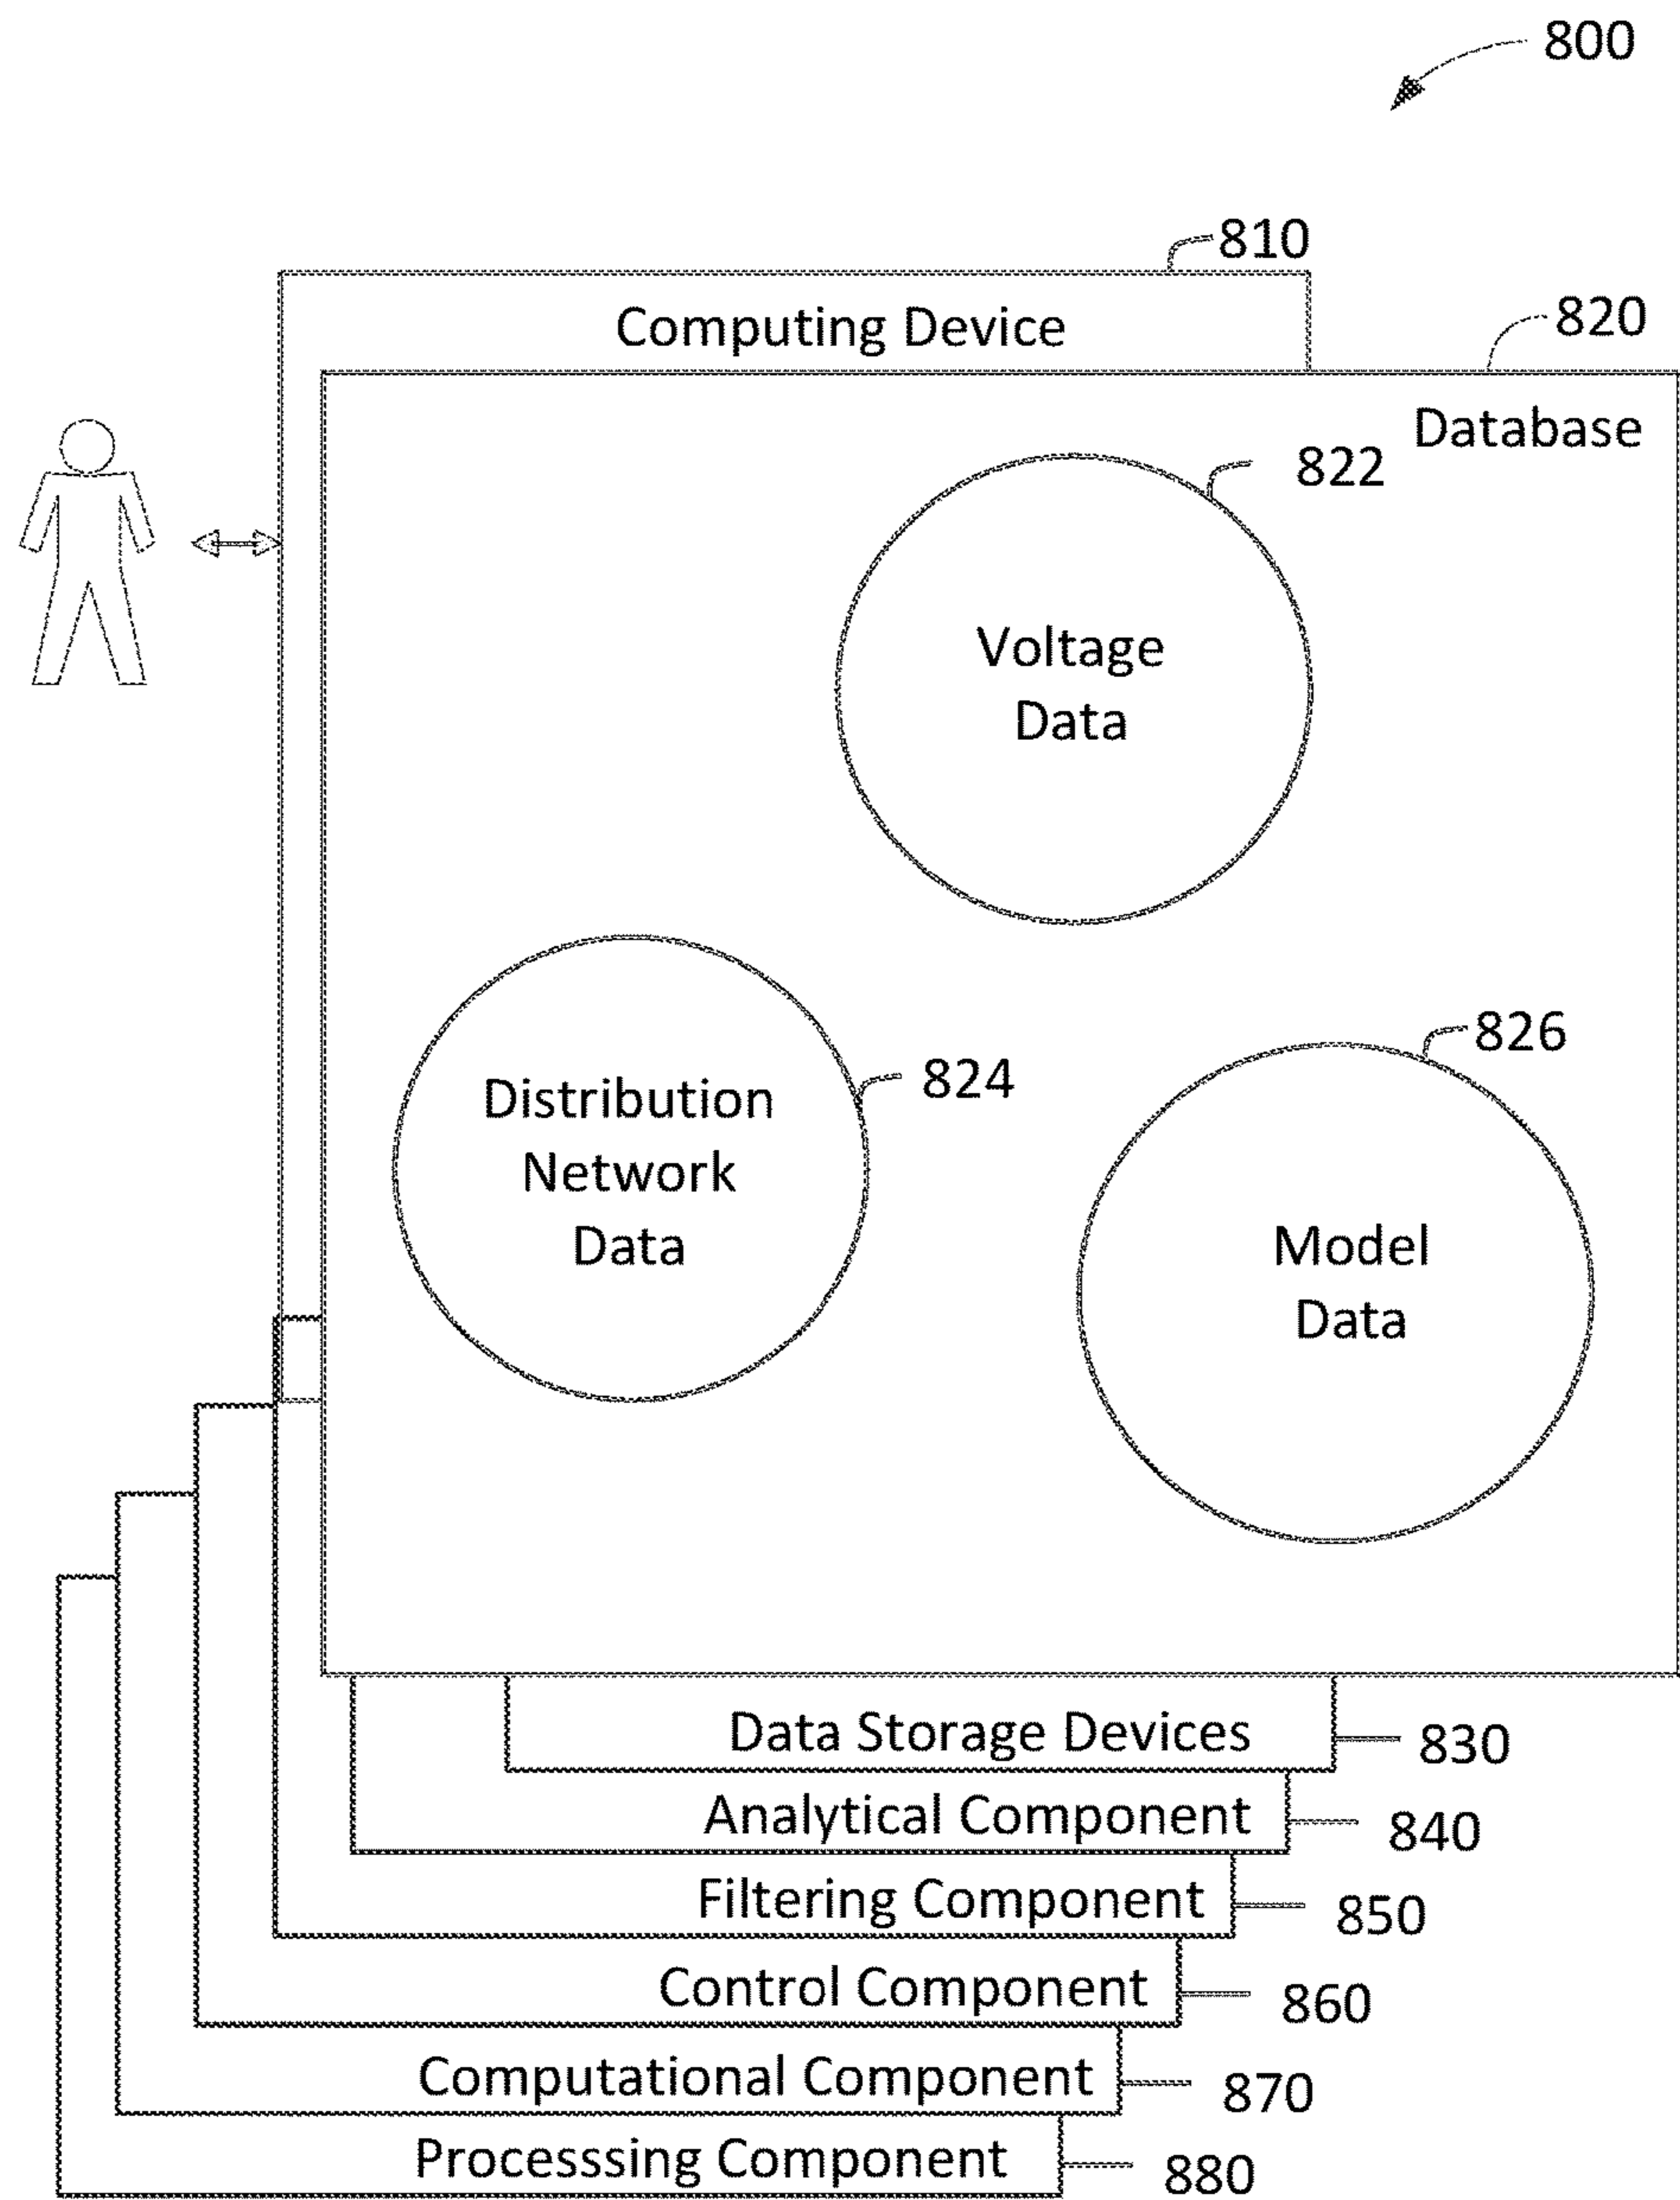 800
810
Computing Device
820
Database
822
Voltage
Data
826
824
Distribution
Network
Data
Model
Data
Data Storage Devices
830
Analytical Component
840
Filtering Component
850
Control Component
860
Computational Component
870
Processsing Component
880